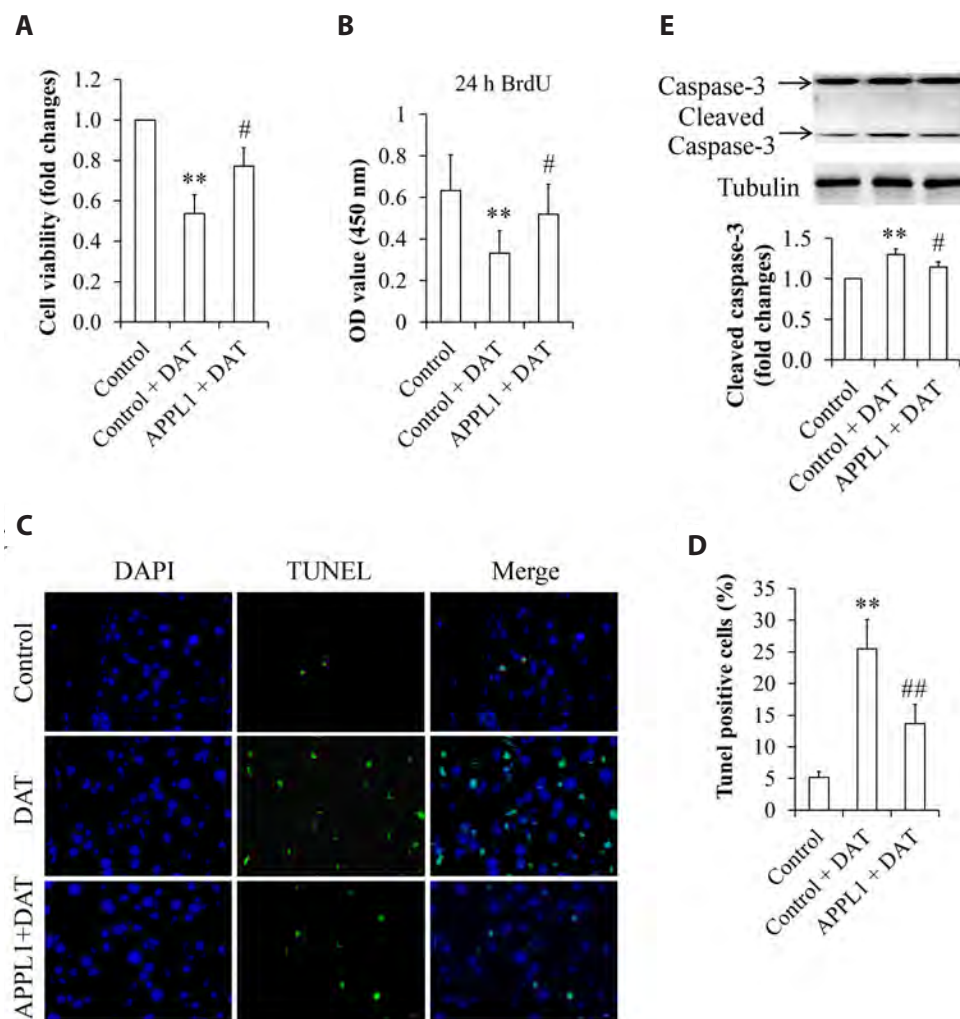 A
Cell viability (fold changes)
1.2
1.0
0.8
0.6
0.4
0.2
0.0
**
#
Control
Control + DAT
APPL1 + DAT
B
24 h BrdU
OD value (450 nm)
1
0.8
0.6
0.4
0.2
0
**
#
Control
Control + DAT
APPL1 + DAT
E
Caspase-3
Cleaved
Caspase-3
Tubulin
Cleaved caspase-3
(fold changes)
1.5
1.0
0.5
0.0
**
#
Control
Control + DAT
APPL1 + DAT
C
DAPI
TUNEL
Merge
Control
DAT
APPL1+DAT
D
Tunel positive cells (%)
35
30
25
20
15
10
5
0
**
##
Control
Control + DAT
APPL1 + DAT